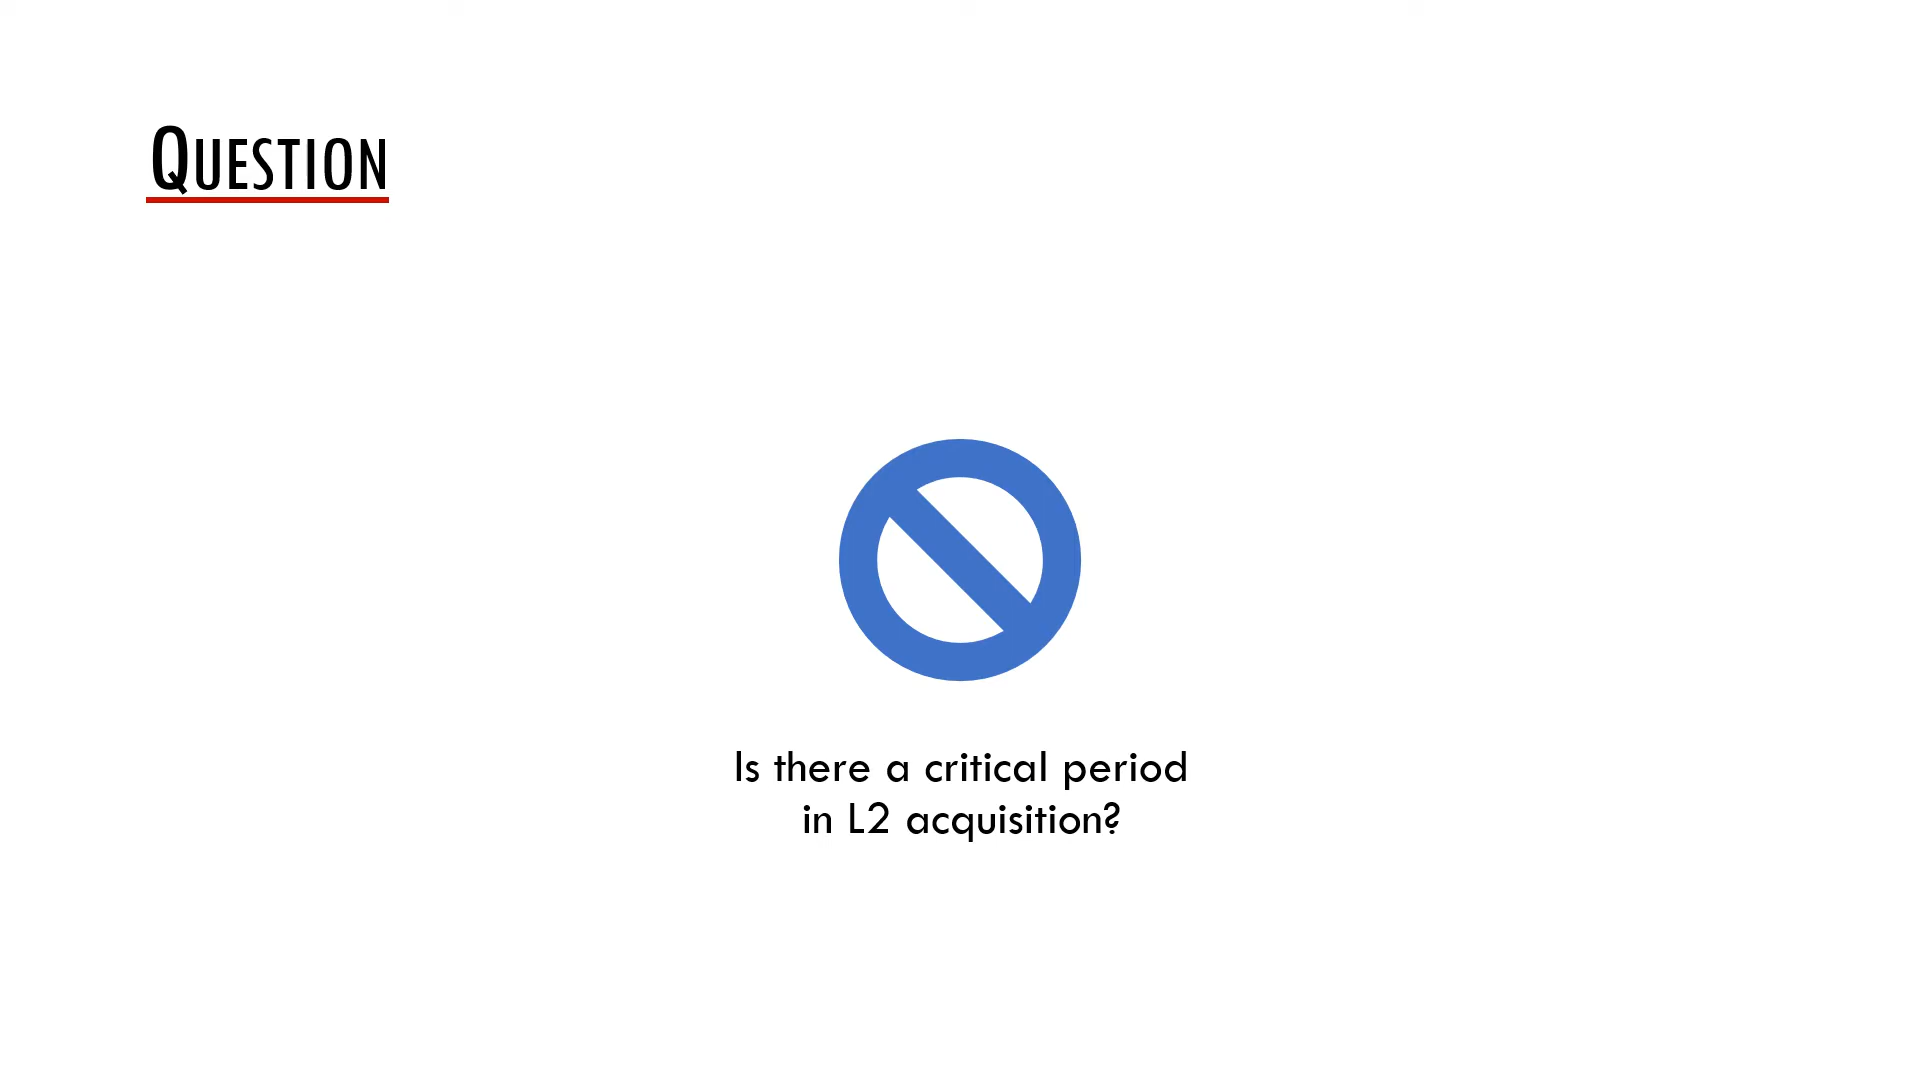 QUESTION
Is there a critical period
in L2 acquisition?